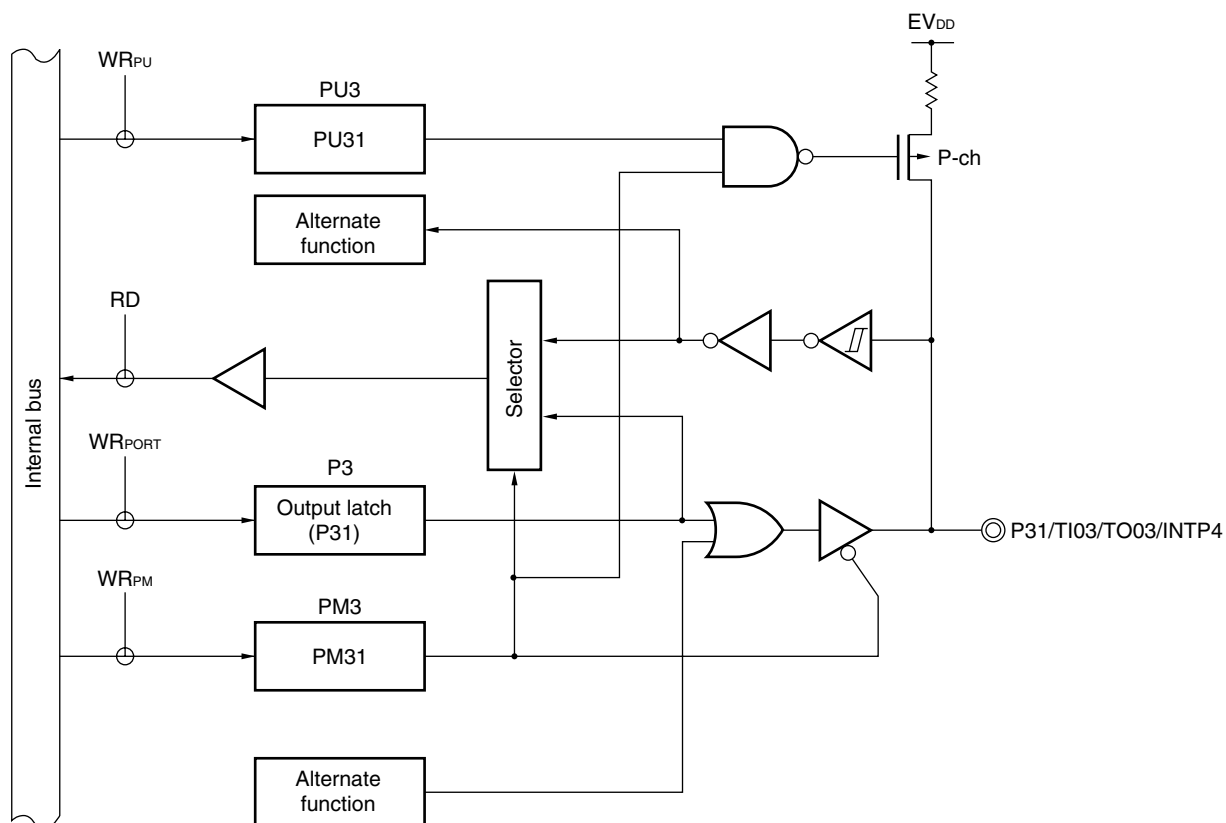 EVDD
WRPU
PU3
PU31
P-ch
Alternate
function
RD
Selector
Internal bus
WRPORT
P3
Output latch
(P31)
P31/TI03/TO03/INTP4
WRPM
PM3
PM31
Alternate
function